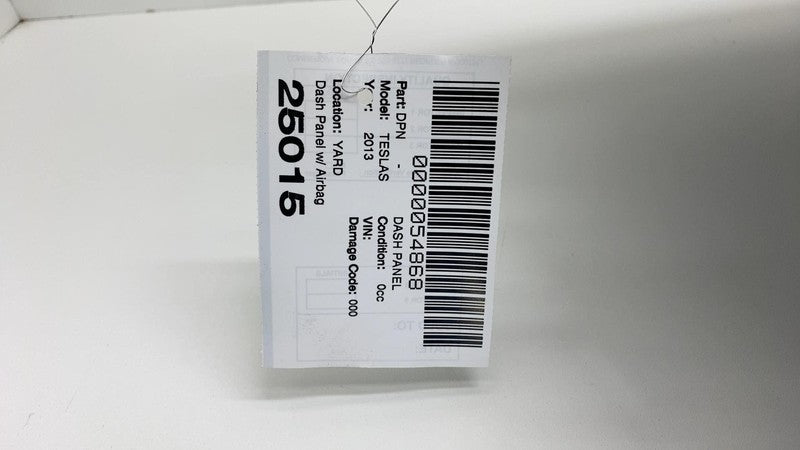 0000054868
Part: DPN - DASH PANEL
Model: TESLAS Condition: 0cc
Year: 2013 VIN:
Damage Code: 000
Location: YARD
Dash Panel w/ Airbag
25015